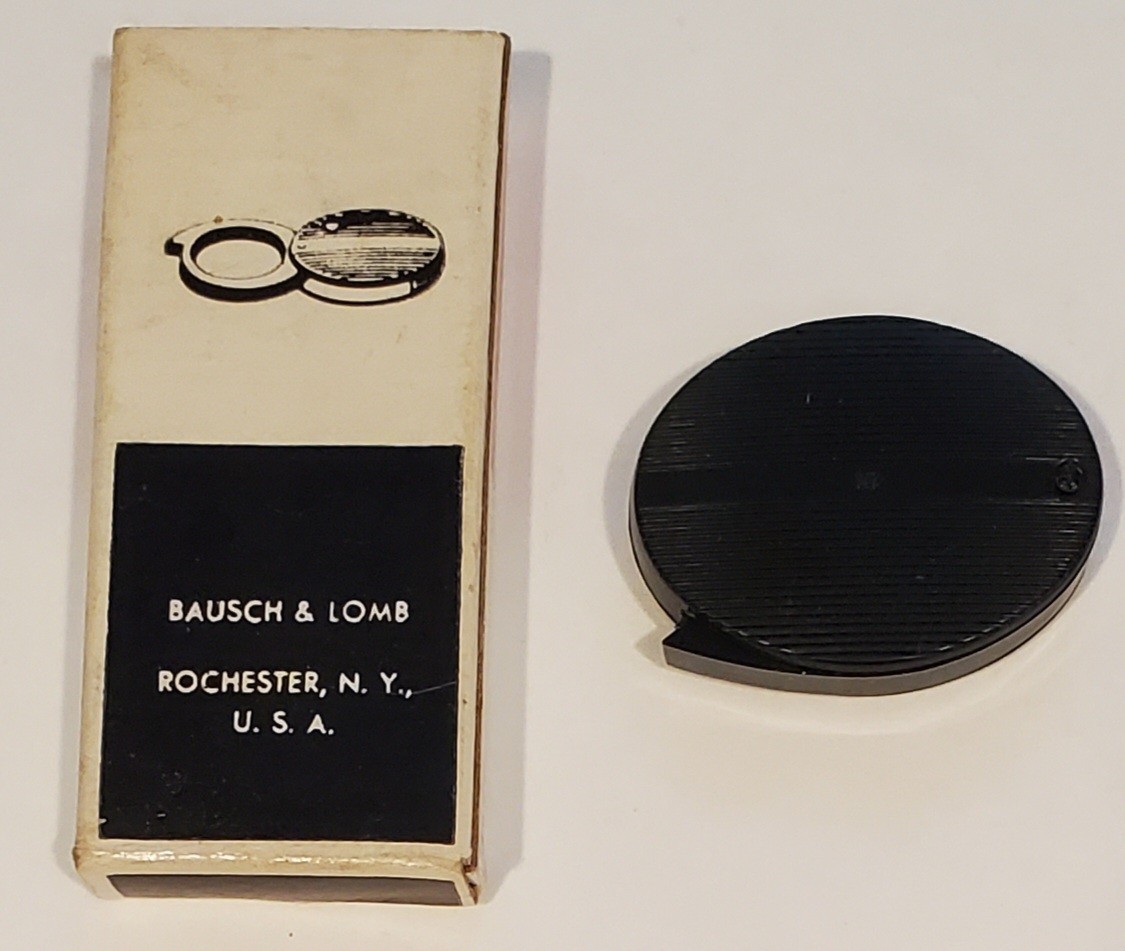 BAUSCH & LOMB
ROCHESTER, N. Y.,
U. S. A.